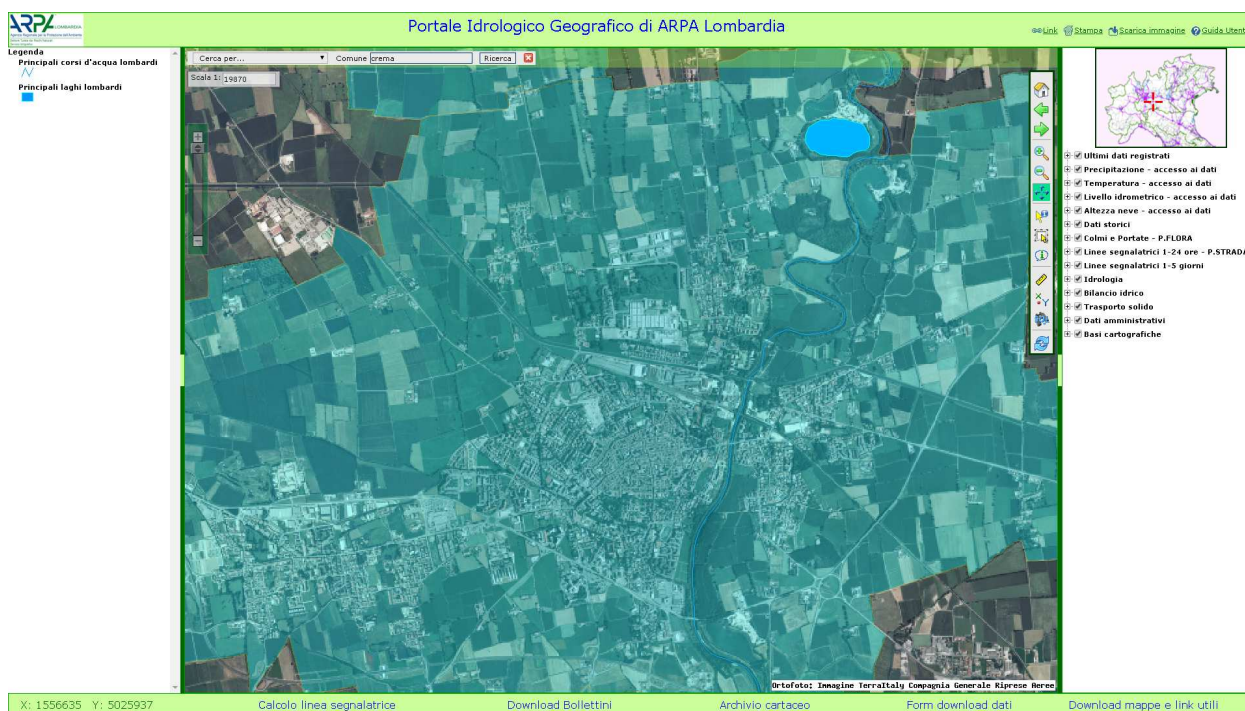 ARPA LOMBARDIA
Portale Idrologico Geografico di ARPA Lombardia
Link Stampa Scarica immagine Guida Utent
Legenda
Principali corsi d'acqua lombardi
Principali laghi lombardi
Cerca per... Comune crema Ricerca
Scala 1: 19870
Ultimi dati registrati
Precipitazione - accesso ai dati
Temperatura - accesso ai dati
Livello idrometrico - accesso ai dati
Altezza neve - accesso ai dati
Dati storici
Colmi e Portate - P.FLORA
Linee segnalatrici 1-24 ore - P.STRADA
Linee segnalatrici 1-5 giorni
Idrologia
Bilancio idrico
Trasporto solido
Dati amministrativi
Basi cartografiche
Ortofoto: Immagine TerraItaly Compagnia Generale Riprese Aeree
X: 1556635 Y: 5025937 Calcolo linea segnalatrice Download Bollettini Archivio cartaceo Form download dati Download mappe e link utili